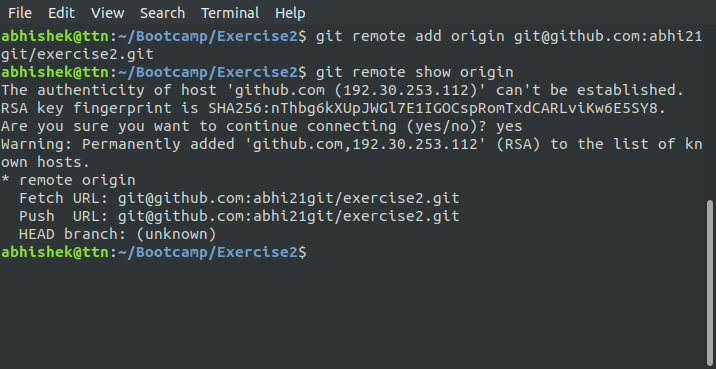 File Edit View Search Terminal Help
abhishek@ttn:~/Bootcamp/Exercise2$ git remote add origin git@github.com:abhi21
git/exercise2.git
abhishek@ttn:~/Bootcamp/Exercise2$ git remote show origin
The authenticity of host 'github.com (192.30.253.112)' can't be established.
RSA key fingerprint is SHA256:nThbg6kXUpJWGl7E1IGOCspRomTxdCARLviKw6E5SY8.
Are you sure you want to continue connecting (yes/no)? yes
Warning: Permanently added 'github.com,192.30.253.112' (RSA) to the list of kn
own hosts.
* remote origin
  Fetch URL: git@github.com:abhi21git/exercise2.git
  Push  URL: git@github.com:abhi21git/exercise2.git
  HEAD branch: (unknown)
abhishek@ttn:~/Bootcamp/Exercise2$